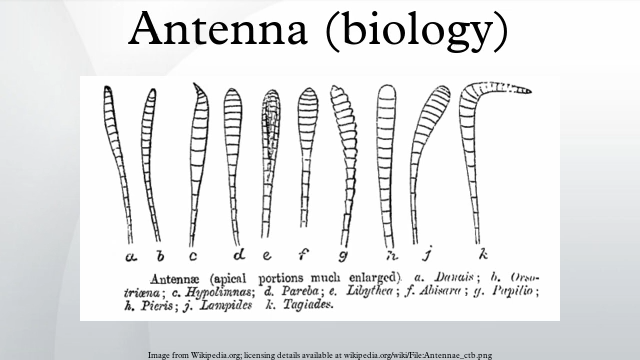 Antenna (biology)
a b c d e f g h j k
Antennæ (apical portions much enlarged) a. Danais; b. Orso-
triæna; c. Hypolimnas; d. Pareba; e. Libythea; f. Abisara; g. Papilio;
h. Pieris; j. Lampides k. Tagiades.
Image from Wikipedia.org; licensing details available at wikipedia.org/wiki/File:Antennae_ctb.png